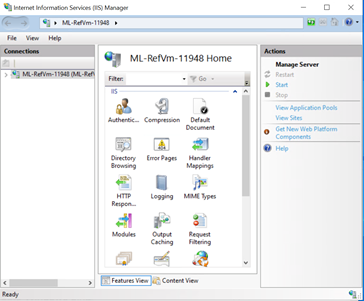 Internet Information Services (IIS) Manager
ML-RefVm-11948
File View Help
Connections
ML-RefVm-11948 (ML-Ref
ML-RefVm-11948 Home
Filter: Go
IIS
Authentic... Compression Default Document
Directory Browsing Error Pages Handler Mappings
HTTP Respon... Logging MIME Types
Modules Output Caching Request Filtering
Features View Content View
Actions
Manage Server
Restart
Start
Stop
View Application Pools
View Sites
Get New Web Platform
Components
Help
Ready